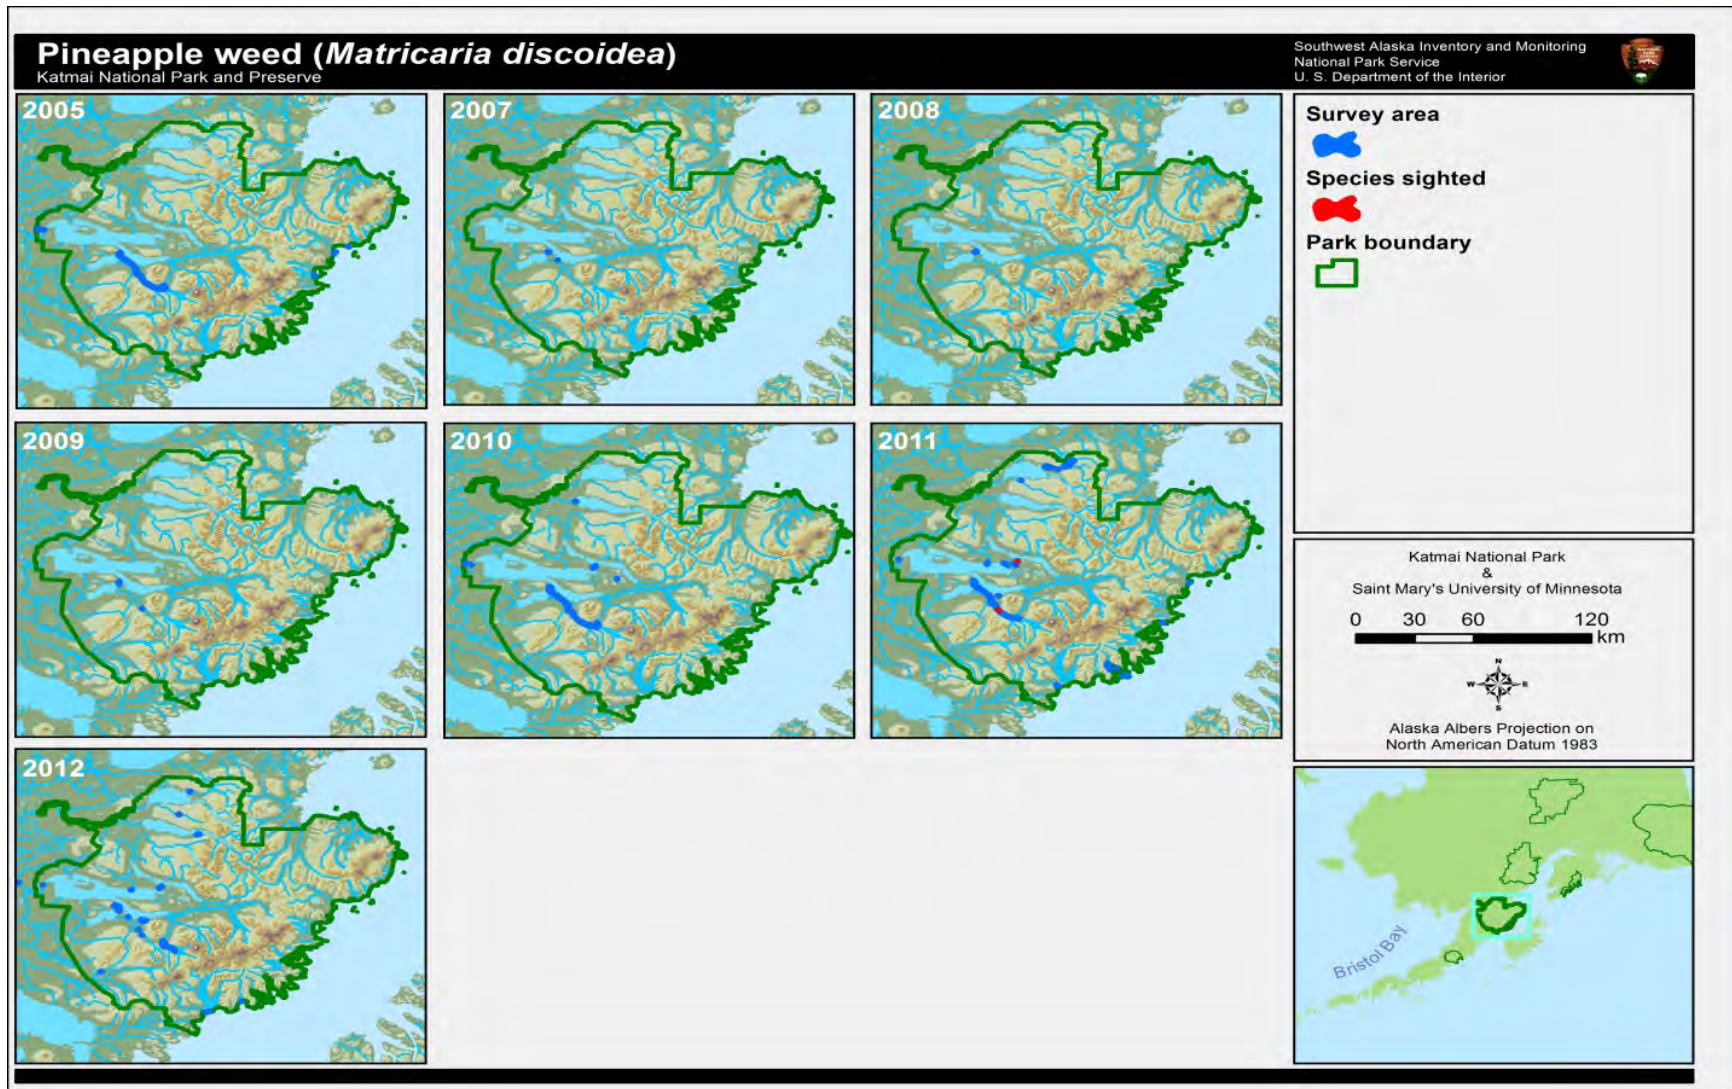 Pineapple weed (Matricaria discoidea)
Katmai National Park and Preserve
Southwest Alaska Inventory and Monitoring
National Park Service
U. S. Department of the Interior
2005
2007
2008
Survey area
Species sighted
Park boundary
2009
2010
2011
Katmai National Park
&
Saint Mary's University of Minnesota
0 30 60 120
km
N
W E
S
Alaska Albers Projection on
North American Datum 1983
2012
Bristol Bay